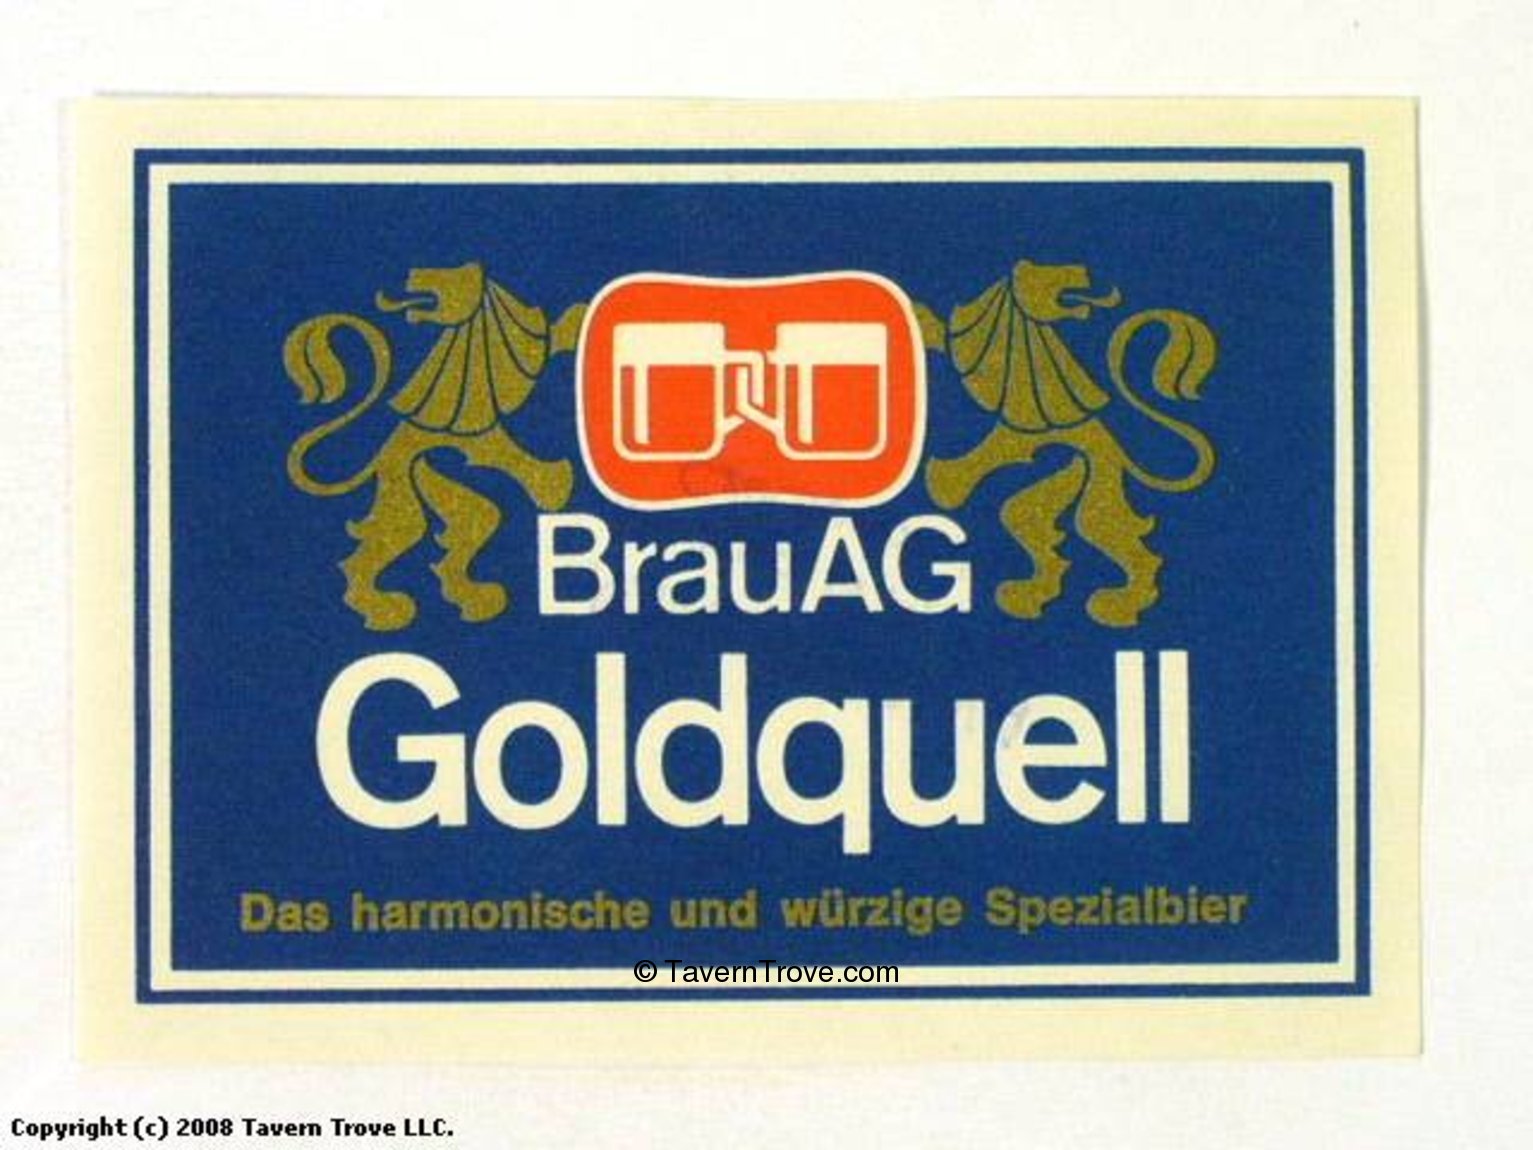 BrauAG
Goldquell
Das harmonische und würzige Spezialbier
© TavernTrove.com
Copyright (c) 2008 Tavern Trove LLC.